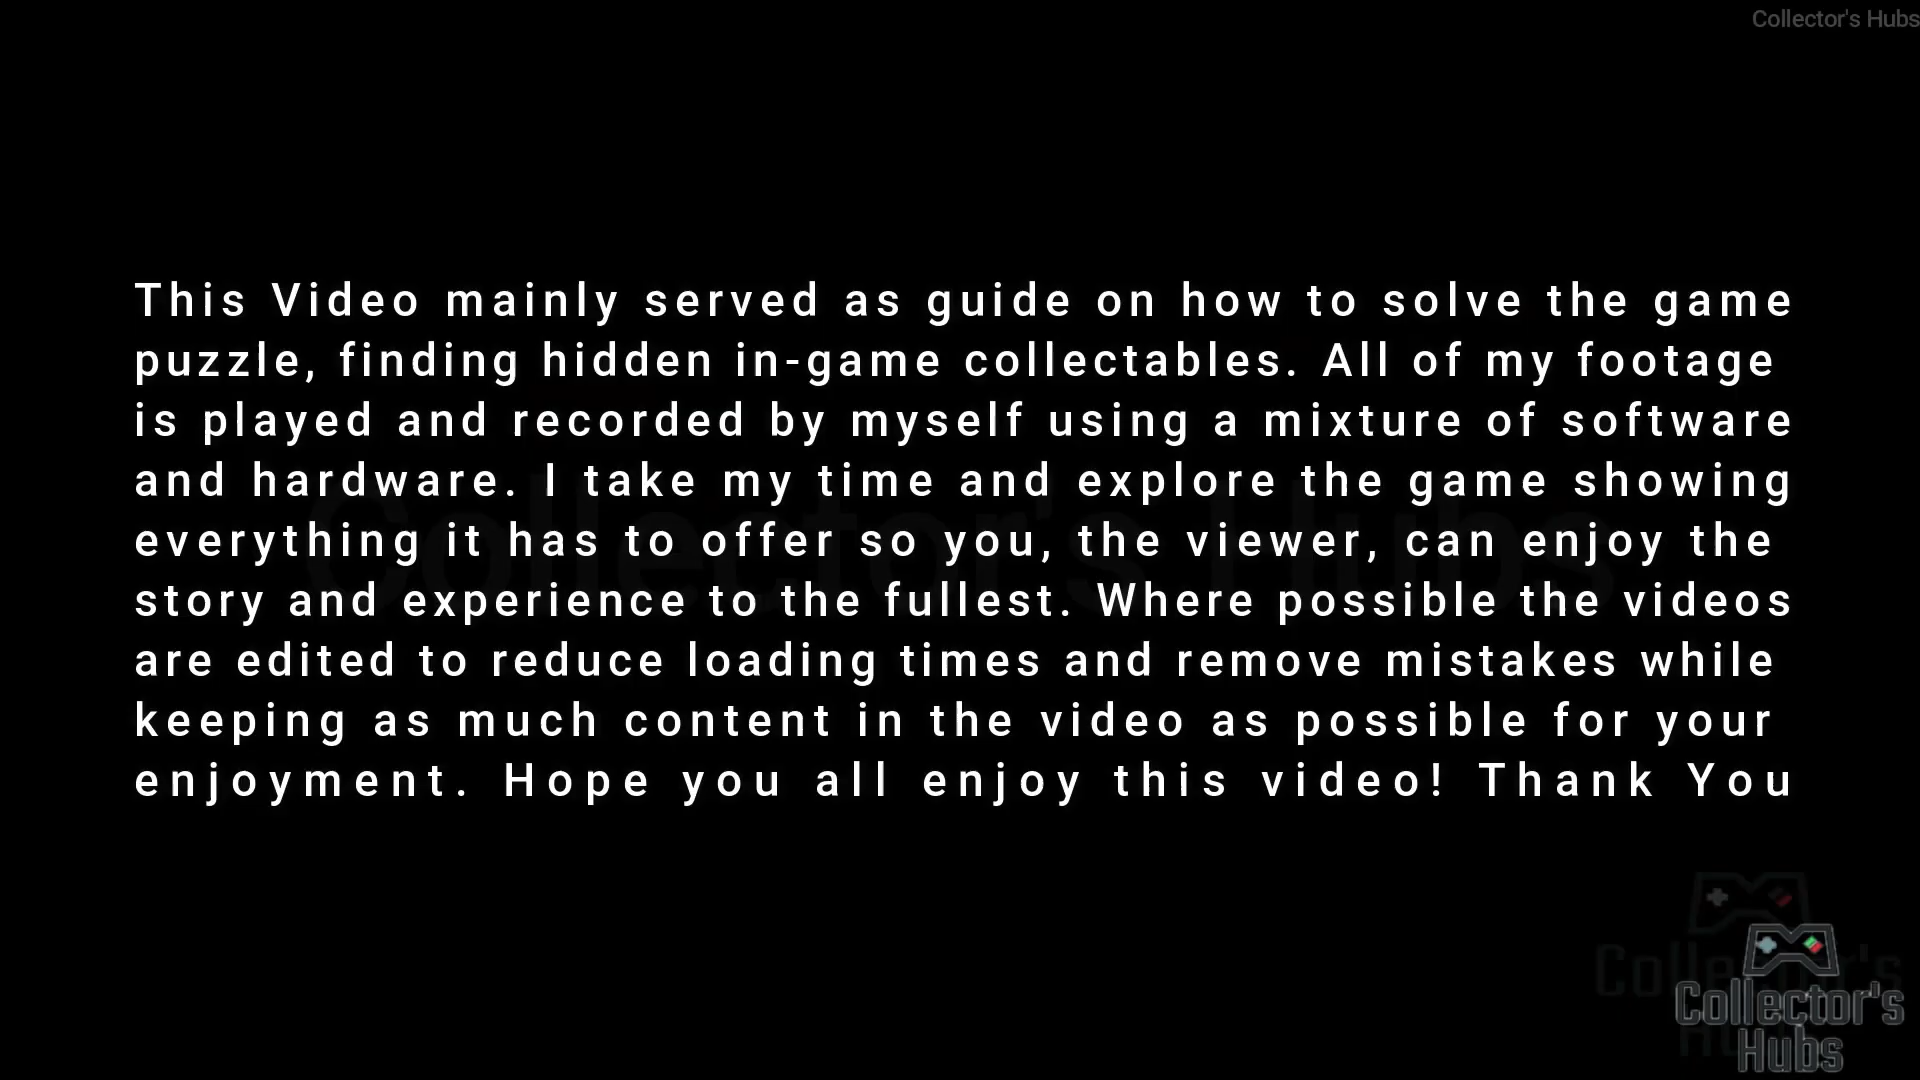 Collector's Hubs
This Video mainly served as guide on how to solve the game
puzzle, finding hidden in-game collectables. All of my footage
is played and recorded by myself using a mixture of software
and hardware. I take my time and explore the game showing
everything it has to offer so you, the viewer, can enjoy the
story and experience to the fullest. Where possible the videos
are edited to reduce loading times and remove mistakes while
keeping as much content in the video as possible for your
enjoyment. Hope you all enjoy this video! Thank You
Collector's Hubs
Collector's
Hubs
Collector's
Hubs